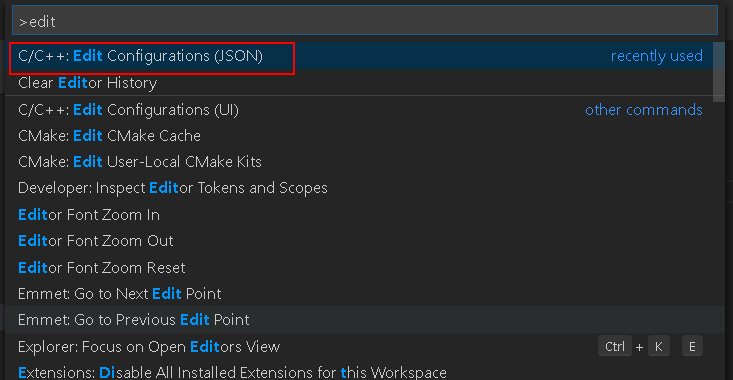 >edit
C/C++: Edit Configurations (JSON) recently used
Clear Editor History
C/C++: Edit Configurations (UI) other commands
CMake: Edit CMake Cache
CMake: Edit User-Local CMake Kits
Developer: Inspect Editor Tokens and Scopes
Editor Font Zoom In
Editor Font Zoom Out
Editor Font Zoom Reset
Emmet: Go to Next Edit Point
Emmet: Go to Previous Edit Point
Explorer: Focus on Open Editors View Ctrl + K E
Extensions: Disable All Installed Extensions for this Workspace